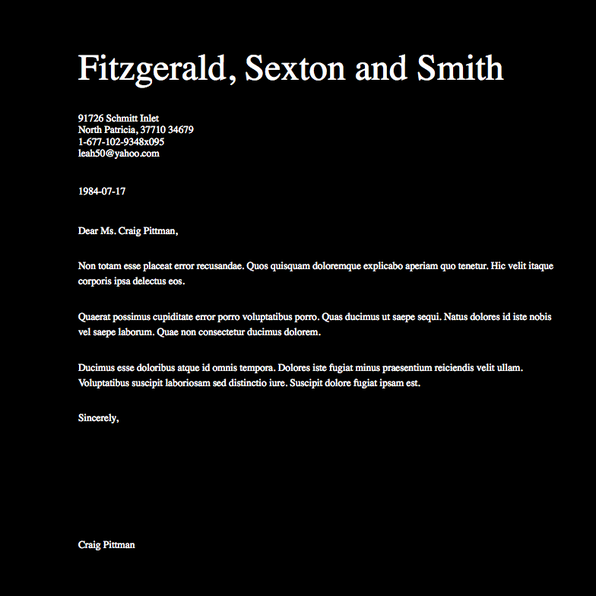 Fitzgerald, Sexton and Smith
91726 Schmitt Inlet
North Patricia, 37710 34679
1-677-102-9348x095
leah50@yahoo.com
1984-07-17
Dear Ms. Craig Pittman,
Non totam esse placeat error recusandae. Quos quisquam doloremque explicabo aperiam quo tenetur. Hic velit itaque
corporis ipsa delectus eos.
Quaerat possimus cupiditate error porro voluptatibus porro. Quas ducimus ut saepe sequi. Natus dolores id iste nobis
vel saepe laborum. Quae non consectetur ducimus dolorem.
Ducimus esse doloribus atque id omnis tempora. Dolores iste fugiat minus praesentium reiciendis velit ullam.
Voluptatibus suscipit laboriosam sed distinctio iure. Suscipit dolore fugiat ipsam est.
Sincerely,
Craig Pittman